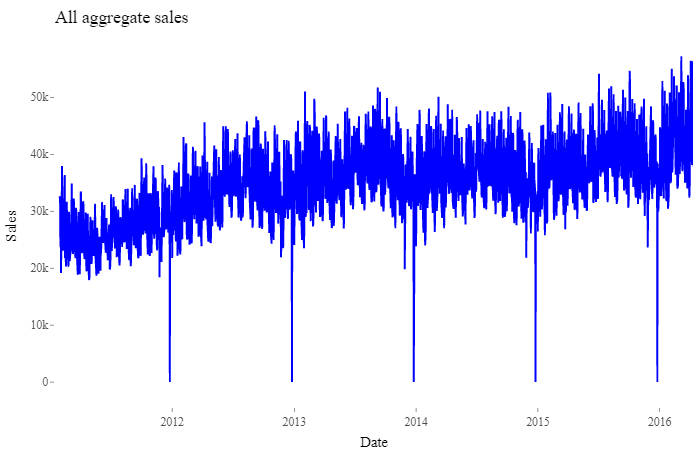 All aggregate sales
Sales
50k
40k
30k
20k
10k
0
2012 2013 2014 2015 2016
Date